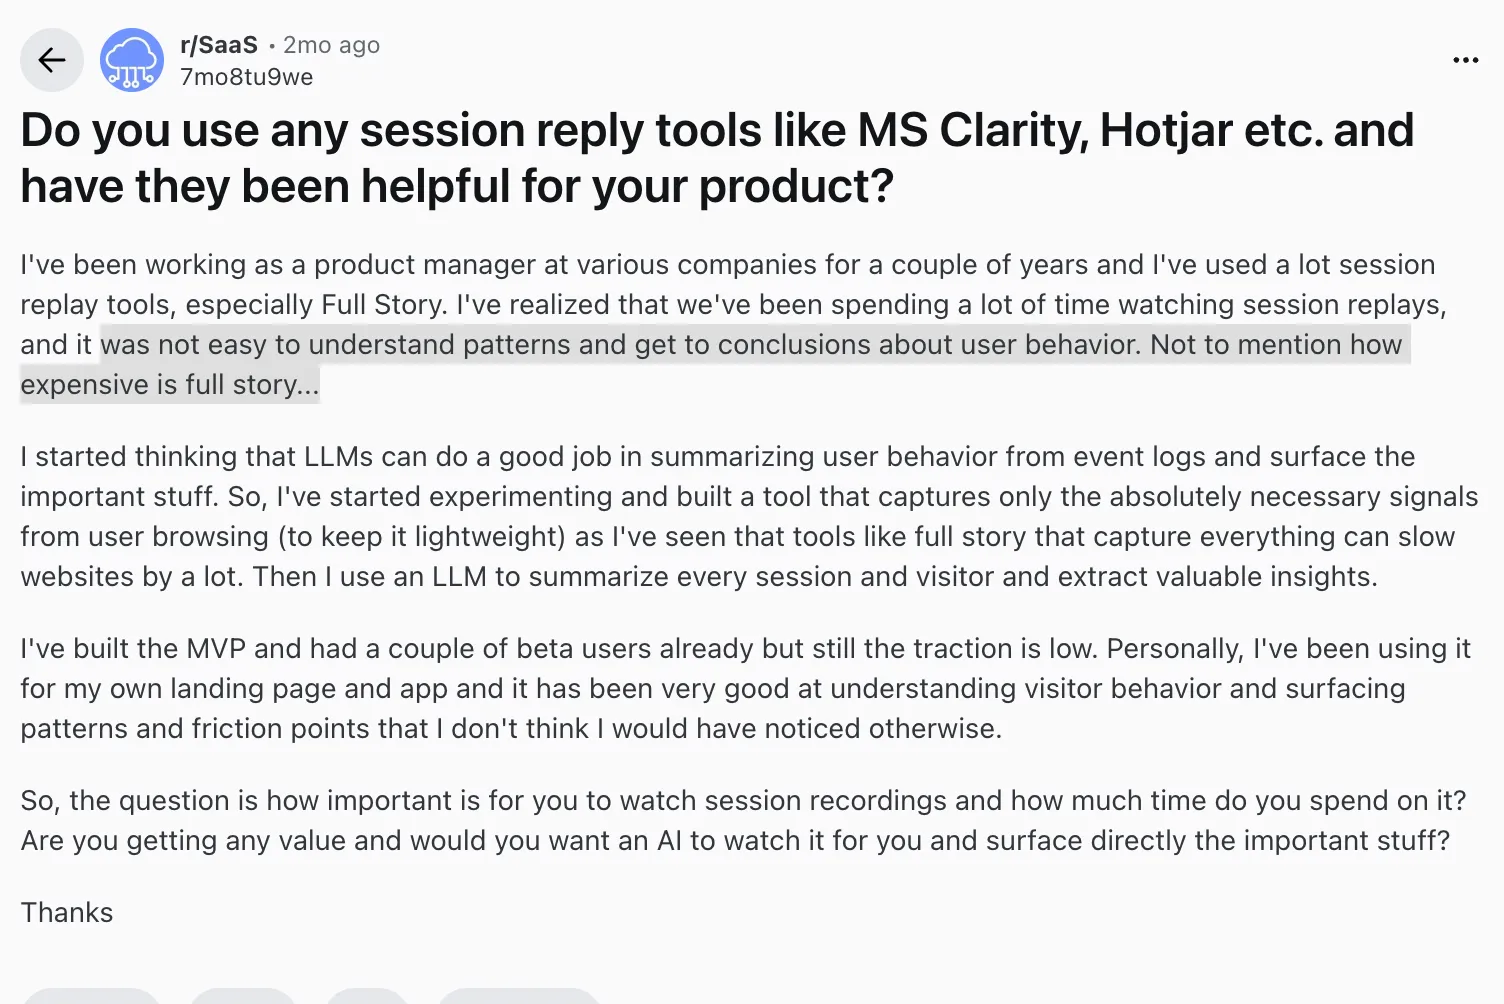 r/SaaS • 2mo ago
7mo8tu9we
Do you use any session reply tools like MS Clarity, Hotjar etc. and
have they been helpful for your product?
I've been working as a product manager at various companies for a couple of years and I've used a lot session
replay tools, especially Full Story. I've realized that we've been spending a lot of time watching session replays,
and it was not easy to understand patterns and get to conclusions about user behavior. Not to mention how
expensive is full story...
I started thinking that LLMs can do a good job in summarizing user behavior from event logs and surface the
important stuff. So, I've started experimenting and built a tool that captures only the absolutely necessary signals
from user browsing (to keep it lightweight) as I've seen that tools like full story that capture everything can slow
websites by a lot. Then I use an LLM to summarize every session and visitor and extract valuable insights.
I've built the MVP and had a couple of beta users already but still the traction is low. Personally, I've been using it
for my own landing page and app and it has been very good at understanding visitor behavior and surfacing
patterns and friction points that I don't think I would have noticed otherwise.
So, the question is how important is for you to watch session recordings and how much time do you spend on it?
Are you getting any value and would you want an AI to watch it for you and surface directly the important stuff?
Thanks